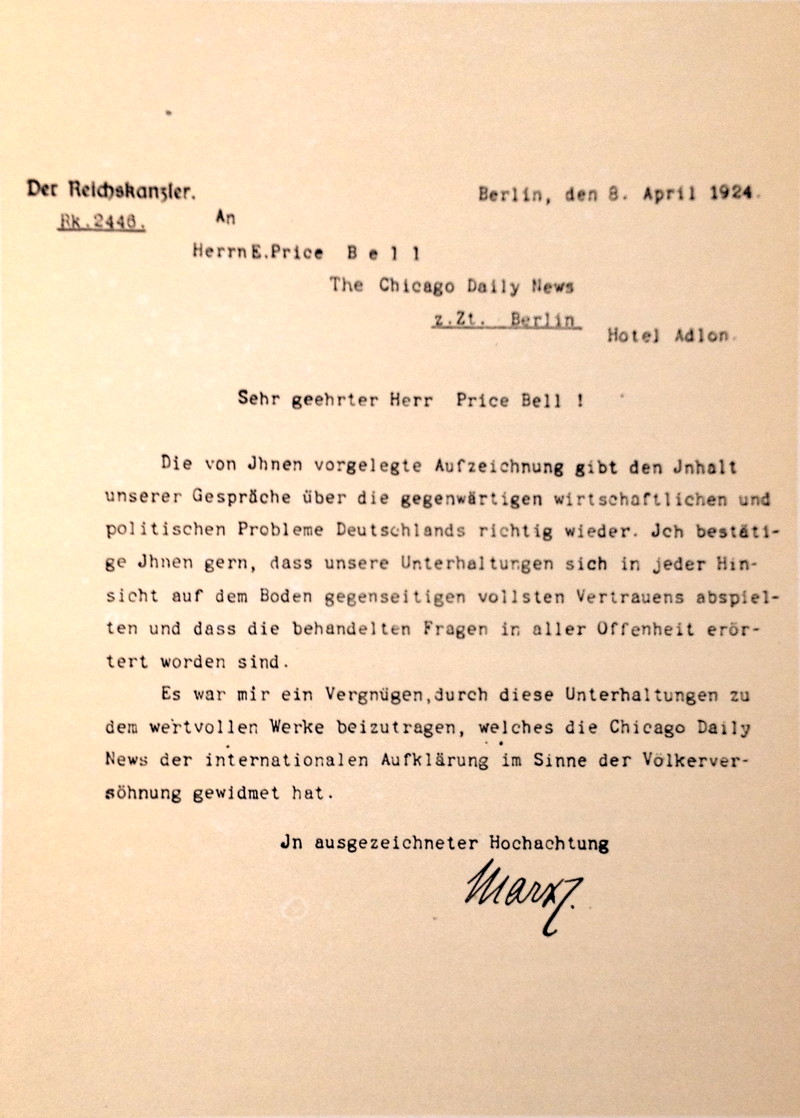 Der Reichskanzler.
Berlin, den 8. April 1924.
Rk.2446.
An
Herrn E.Price B e l l
The Chicago Daily News
z.Zt. Berlin
Hotel Adlon.
Sehr geehrter Herr Price Bell !
Die von Jhnen vorgelegte Aufzeichnung gibt den Jnhalt
unserer Gespräche über die gegenwärtigen wirtschaftlichen und
politischen Probleme Deutschlands richtig wieder. Jch bestäti-
ge Jhnen gern, dass unsere Unterhaltungen sich in jeder Hin-
sicht auf dem Boden gegenseitigen vollsten Vertrauens abspiel-
ten und dass die behandelten Fragen in aller Offenheit erör-
tert worden sind.
Es war mir ein Vergnügen,durch diese Unterhaltungen zu
dem wertvollen Werke beizutragen, welches die Chicago Daily
News der internationalen Aufklärung im Sinne der Völkerver-
söhnung gewidmet hat.
Jn ausgezeichneter Hochachtung
Marx.